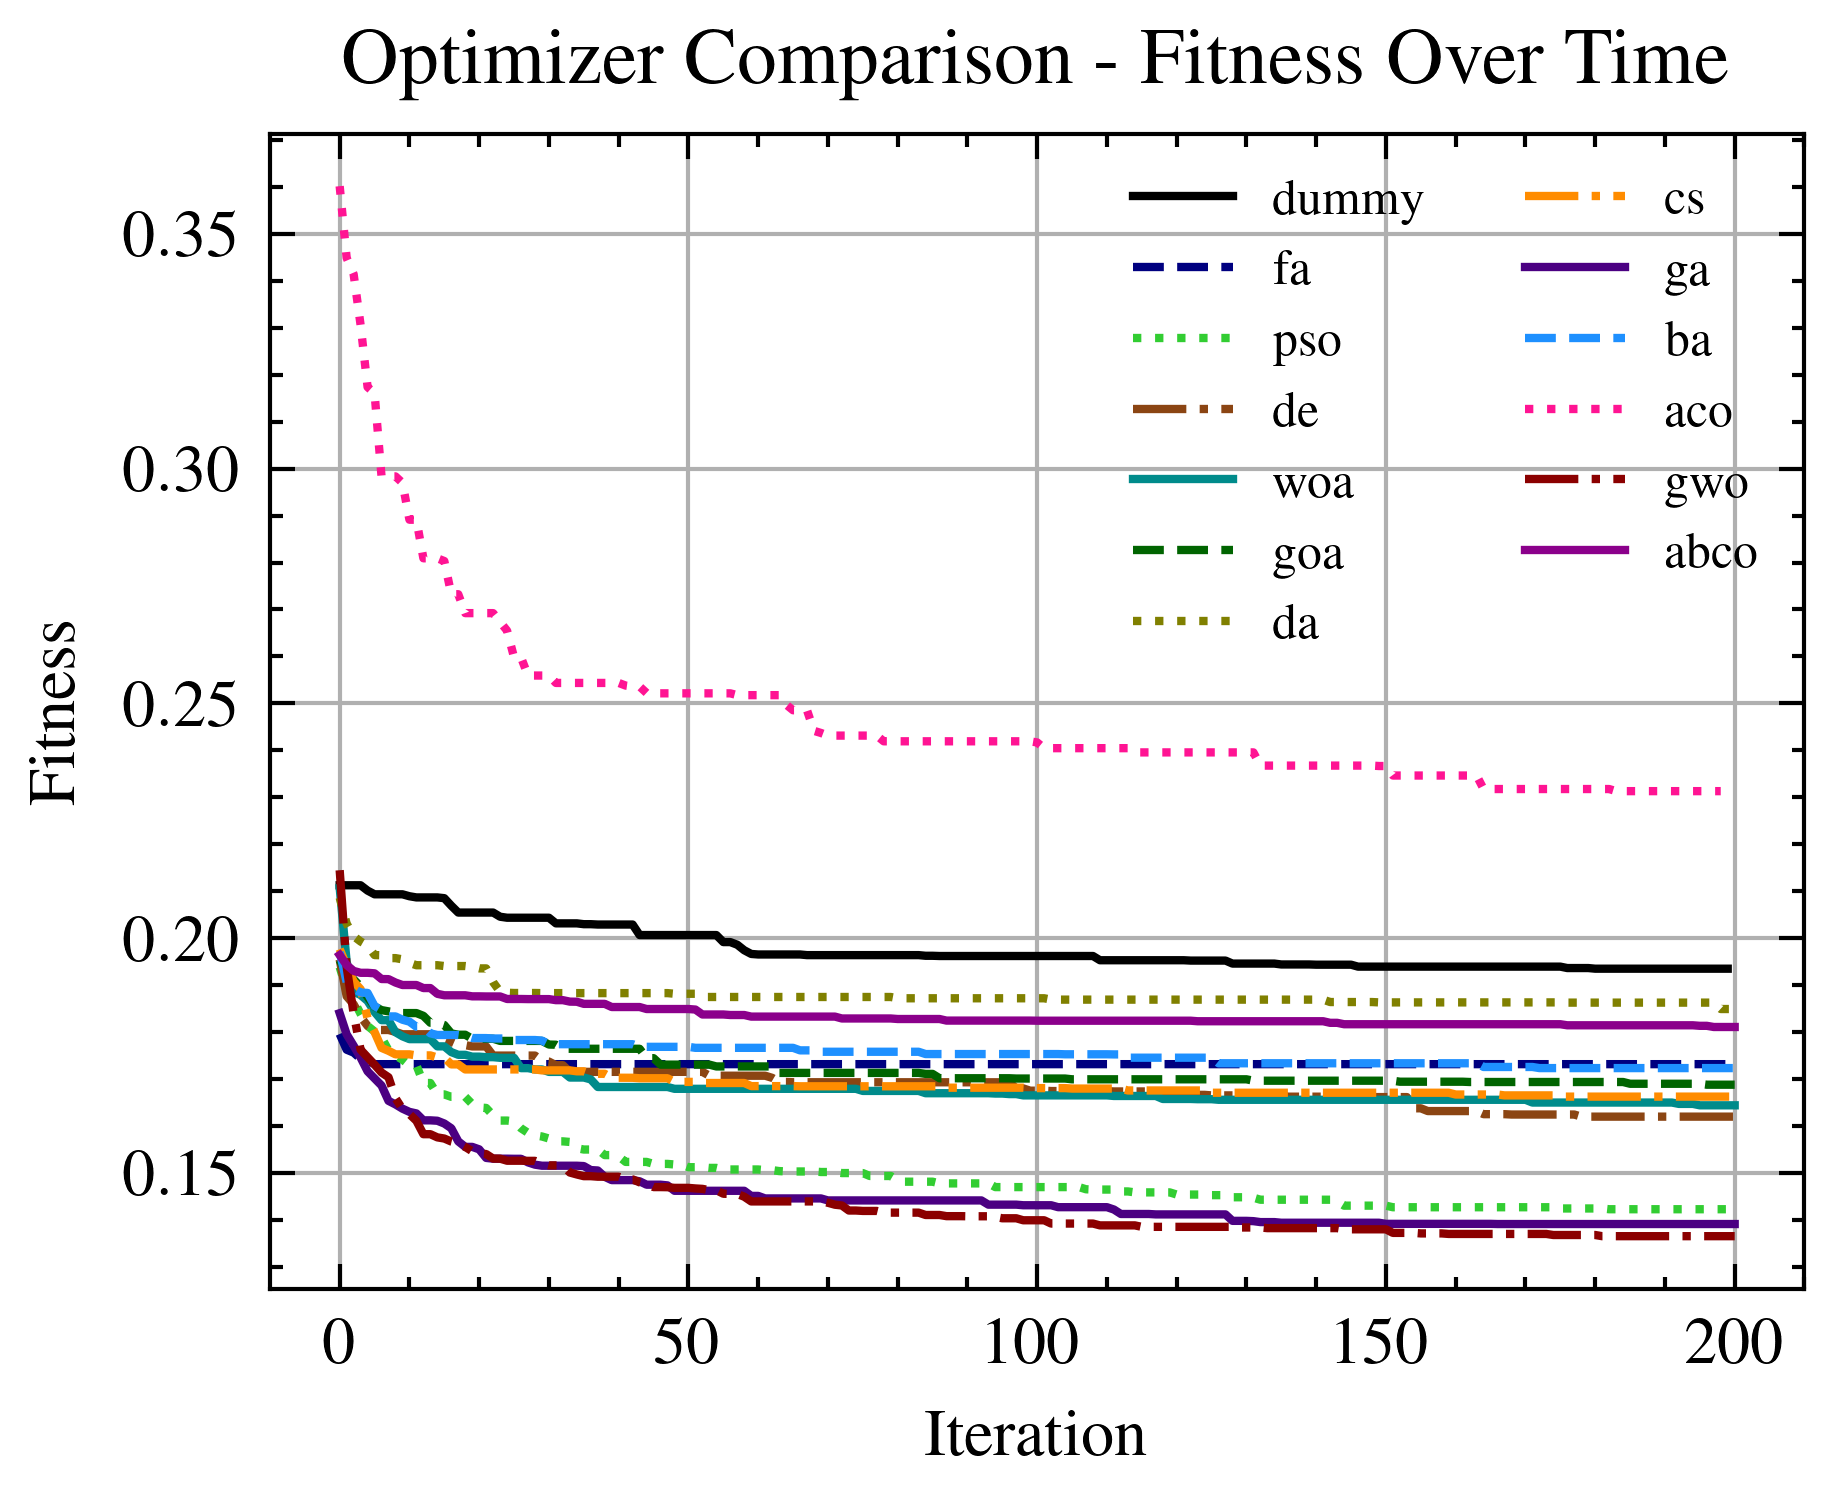 Optimizer Comparison - Fitness Over Time
Fitness
0.35
0.30
0.25
0.20
0.15
dummy
fa
pso
de
woa
goa
da
cs
ga
ba
aco
gwo
abco
0
50
100
150
200
Iteration